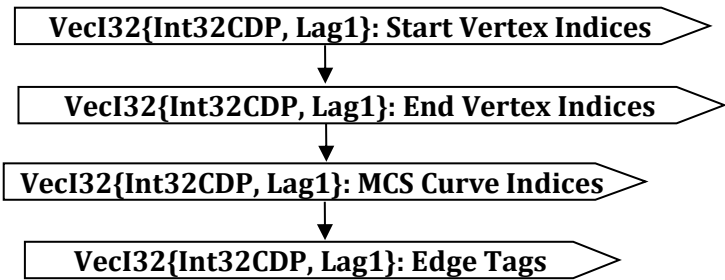 VecI32{Int32CDP, Lag1}: Start Vertex Indices
VecI32{Int32CDP, Lag1}: End Vertex Indices
VecI32{Int32CDP, Lag1}: MCS Curve Indices
VecI32{Int32CDP, Lag1}: Edge Tags